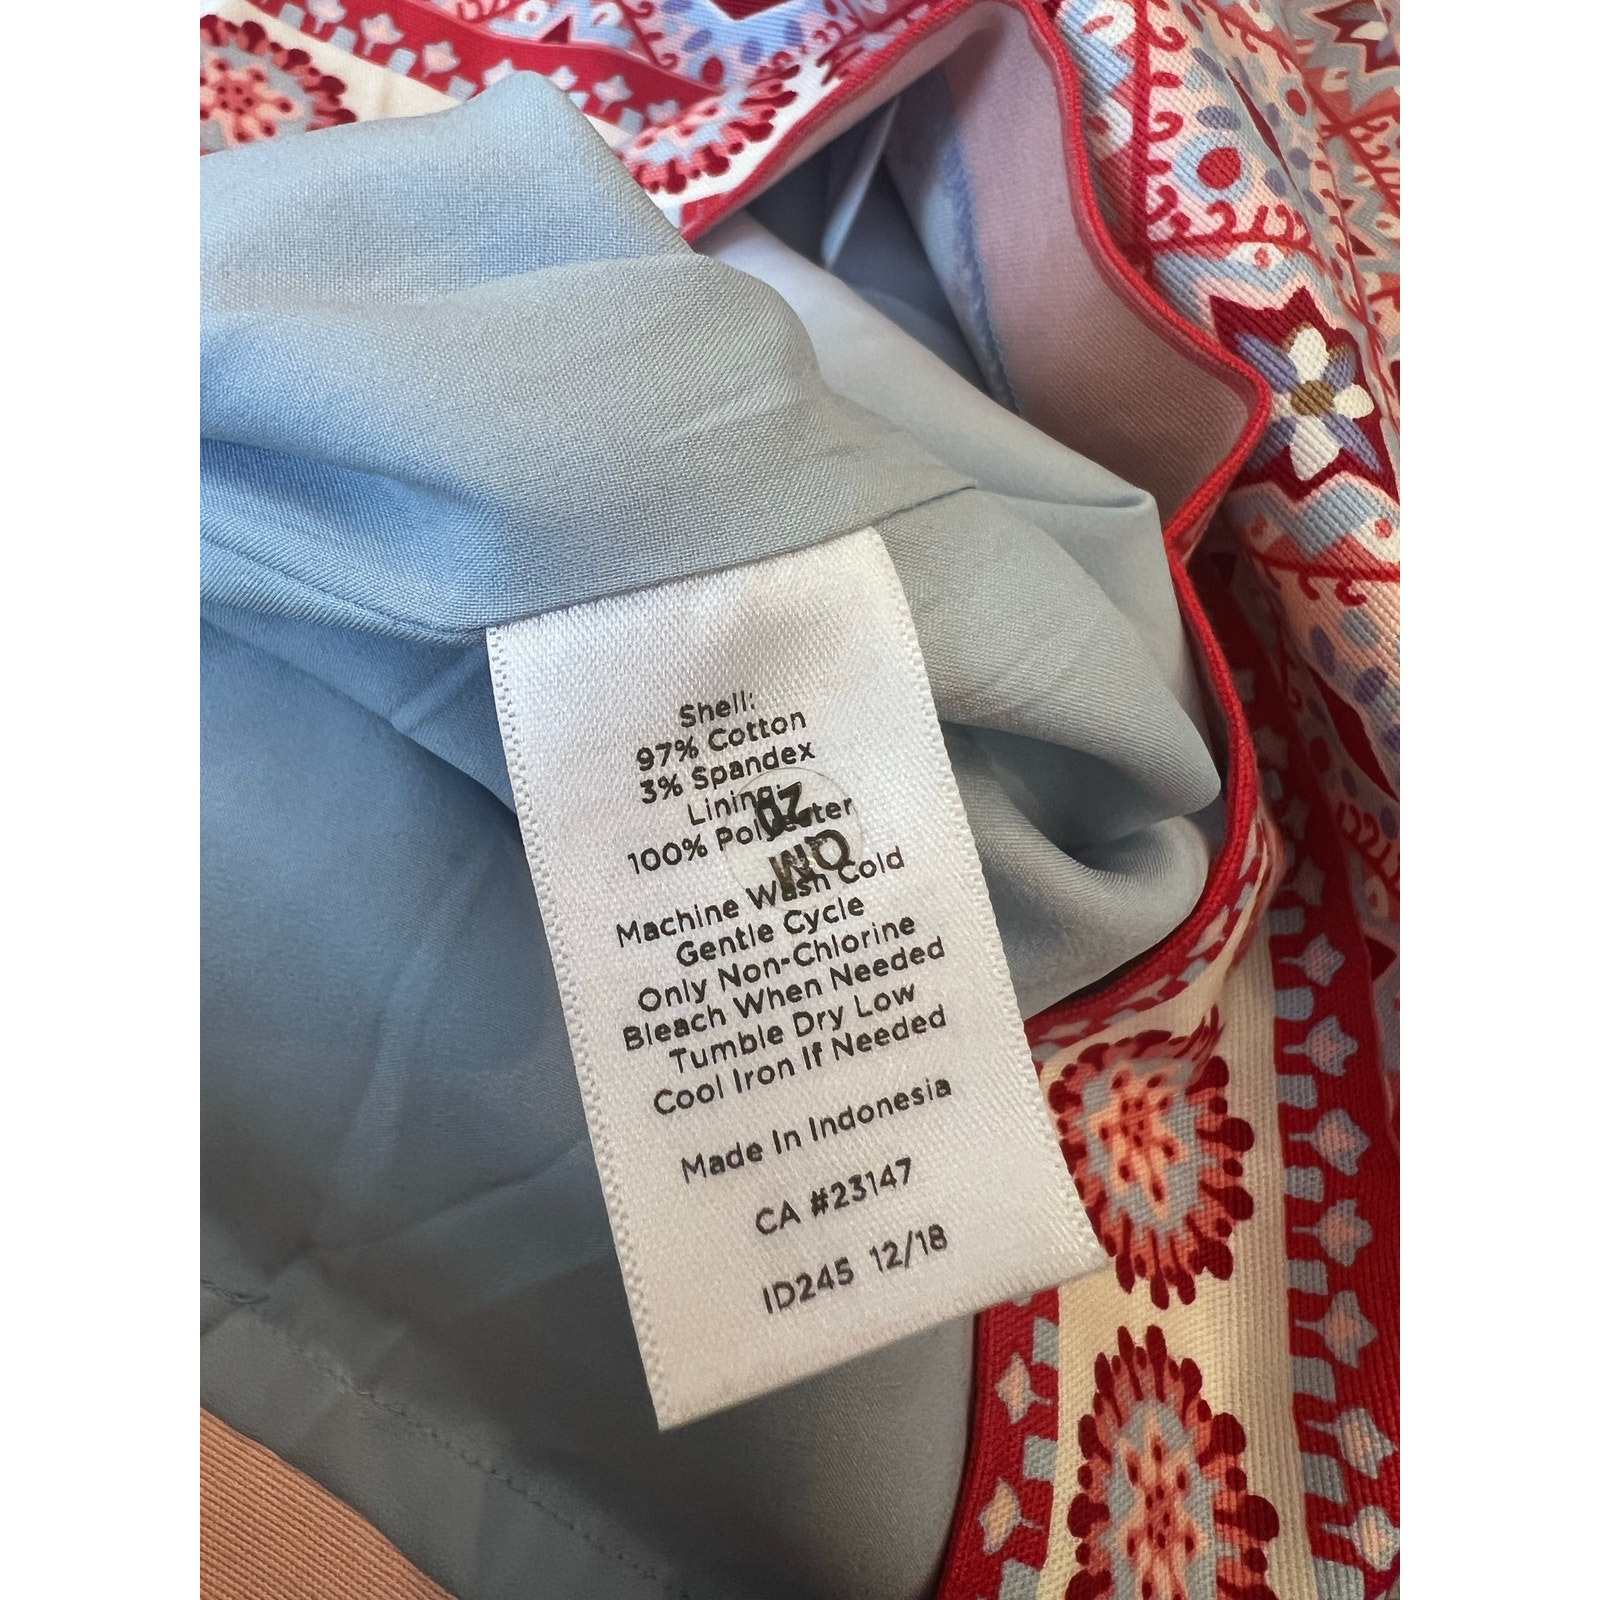 Shell:
97% Cotton
3% Spandex
Lining:
100% Polyester
Machine Wash Cold
Gentle Cycle
Only Non-Chlorine
Bleach When Needed
Tumble Dry Low
Cool Iron If Needed
Made In Indonesia
CA #23147
ID245 12/18